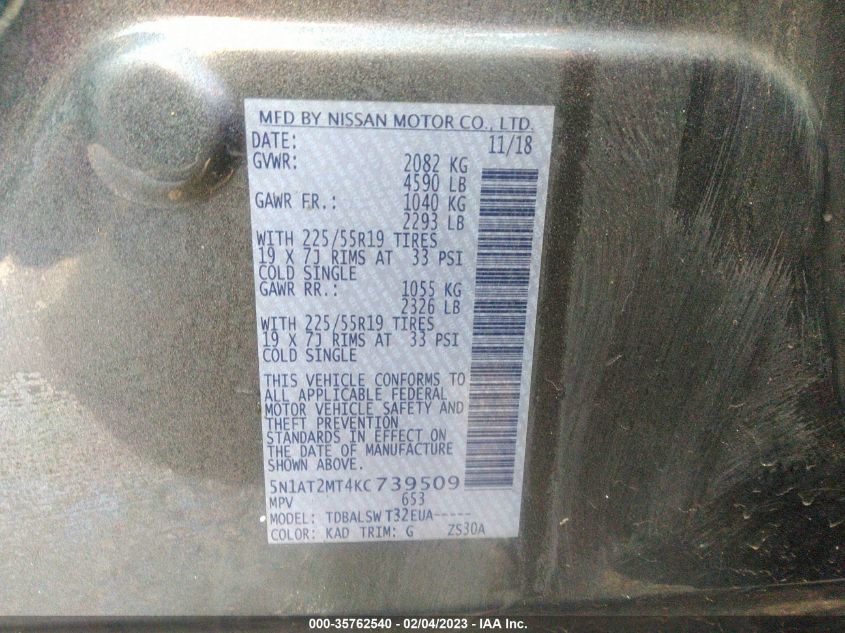 MFD BY NISSAN MOTOR CO., LTD.
DATE: 11/18
GVWR: 2082 KG
4590 LB
GAWR FR.: 1040 KG
2293 LB
WITH 225/55R19 TIRES
19 X 7J RIMS AT 33 PSI
COLD SINGLE
GAWR RR.: 1055 KG
2326 LB
WITH 225/55R19 TIRES
19 X 7J RIMS AT 33 PSI
COLD SINGLE
THIS VEHICLE CONFORMS TO
ALL APPLICABLE FEDERAL
MOTOR VEHICLE SAFETY AND
THEFT PREVENTION
STANDARDS IN EFFECT ON
THE DATE OF MANUFACTURE
SHOWN ABOVE.
5N1AT2MT4KC739509
MPV 653
MODEL: TDBALSW T32EUA-----
COLOR: KAD TRIM: G ZS30A
000-35762540 - 02/04/2023 - IAA Inc.